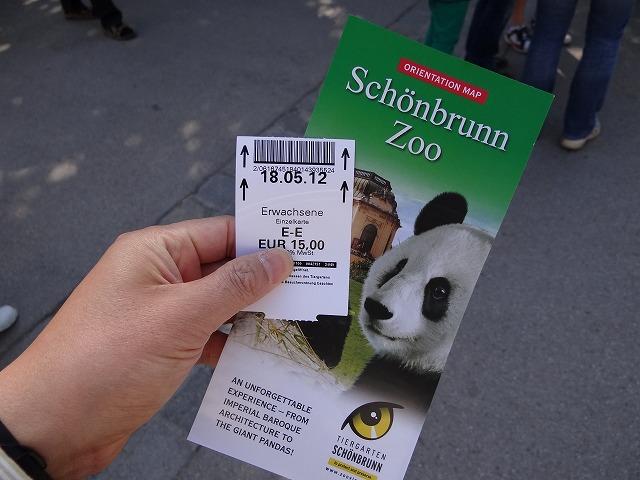 ORIENTATION MAP
Schönbrunn
Zoo
18.05.12
Erwachsene
Einzelkarte
E-E
EUR 15,00
% MwSt
AN UNFORGETTABLE
EXPERIENCE – FROM
IMPERIAL BAROQUE
ARCHITECTURE TO
THE GIANT PANDAS!
TIERGARTEN
SCHÖNBRUNN